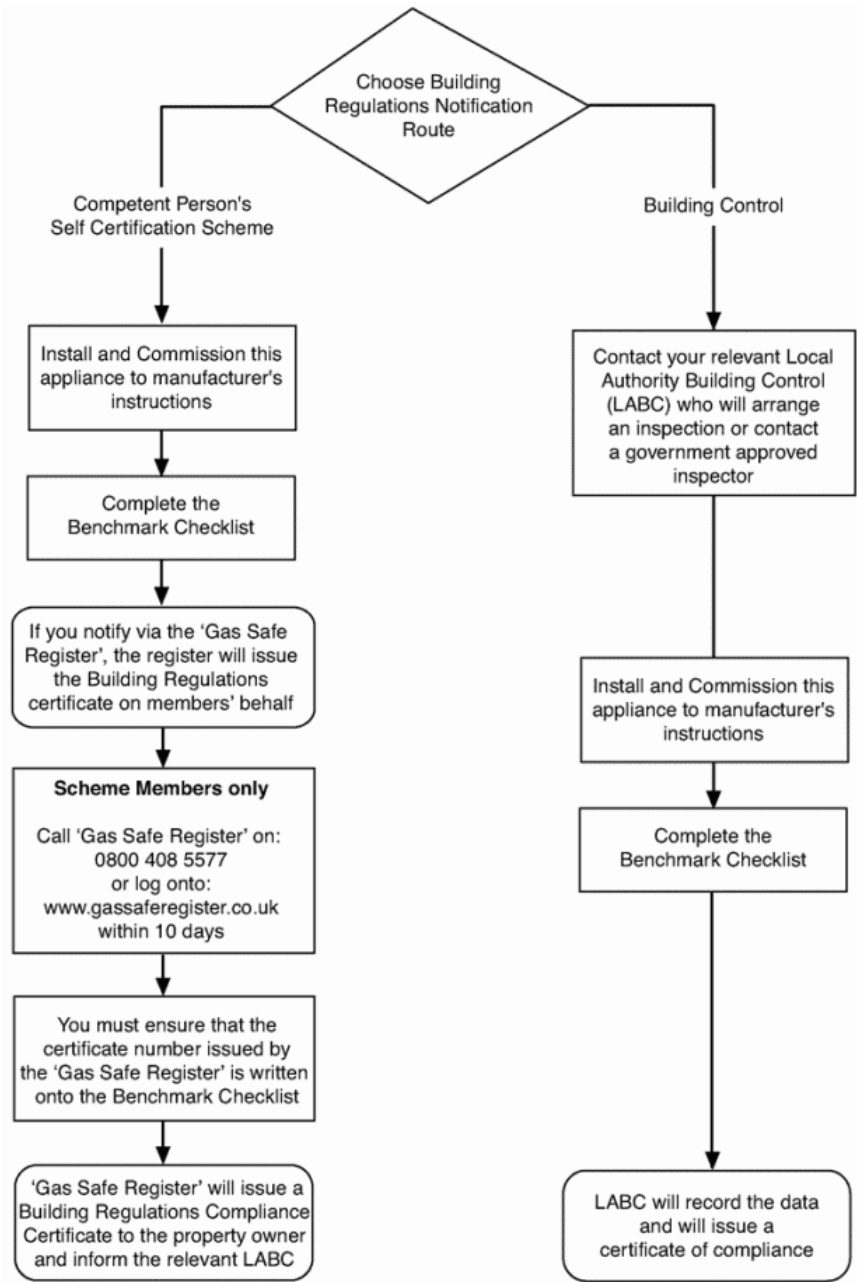 Choose Building
Regulations Notification
Route
Competent Person's
Self Certification Scheme
Install and Commission this
appliance to manufacturer's
instructions
Complete the
Benchmark Checklist
If you notify via the ‘Gas Safe
Register’, the register will issue
the Building Regulations
certificate on members’ behalf
Scheme Members only
Call ‘Gas Safe Register’ on:
0800 408 5577
or log onto:
www.gassaferegister.co.uk
within 10 days
You must ensure that the
certificate number issued by
the ‘Gas Safe Register’ is written
onto the Benchmark Checklist
‘Gas Safe Register’ will issue a
Building Regulations Compliance
Certificate to the property owner
and inform the relevant LABC
Building Control
Contact your relevant Local
Authority Building Control
(LABC) who will arrange
an inspection or contact
a government approved
inspector
Install and Commission this
appliance to manufacturer's
instructions
Complete the
Benchmark Checklist
LABC will record the data
and will issue a
certificate of compliance